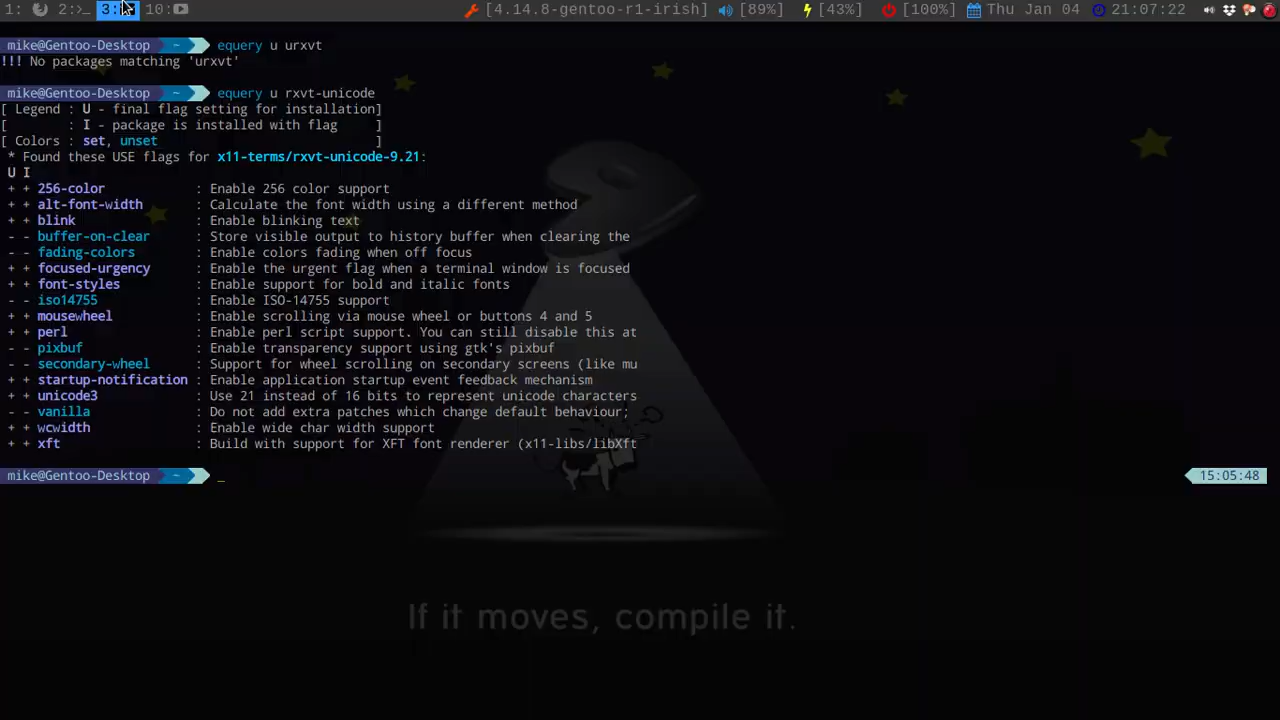 1: 2:>_ 3: 10: [4.14.8-gentoo-r1-irish] [89%] [43%] [100%] Thu Jan 04 21:07:22
mike@Gentoo-Desktop ~ equery u urxvt
!!! No packages matching 'urxvt'
mike@Gentoo-Desktop ~ equery u rxvt-unicode
[ Legend : U - final flag setting for installation]
[        : I - package is installed with flag     ]
[ Colors : set, unset                             ]
* Found these USE flags for x11-terms/rxvt-unicode-9.21:
U I
+ + 256-color : Enable 256 color support
+ + alt-font-width : Calculate the font width using a different method
+ + blink : Enable blinking text
- - buffer-on-clear : Store visible output to history buffer when clearing the
- - fading-colors : Enable colors fading when off focus
+ + focused-urgency : Enable the urgent flag when a terminal window is focused
+ + font-styles : Enable support for bold and italic fonts
- - iso14755 : Enable ISO-14755 support
+ + mousewheel : Enable scrolling via mouse wheel or buttons 4 and 5
+ + perl : Enable perl script support. You can still disable this at
- - pixbuf : Enable transparency support using gtk's pixbuf
- - secondary-wheel : Support for wheel scrolling on secondary screens (like mu
+ + startup-notification : Enable application startup event feedback mechanism
+ + unicode3 : Use 21 instead of 16 bits to represent unicode characters
- - vanilla : Do not add extra patches which change default behaviour;
+ + wcwidth : Enable wide char width support
+ + xft : Build with support for XFT font renderer (x11-libs/libXft
mike@Gentoo-Desktop ~ _ 15:05:48
If it moves, compile it.